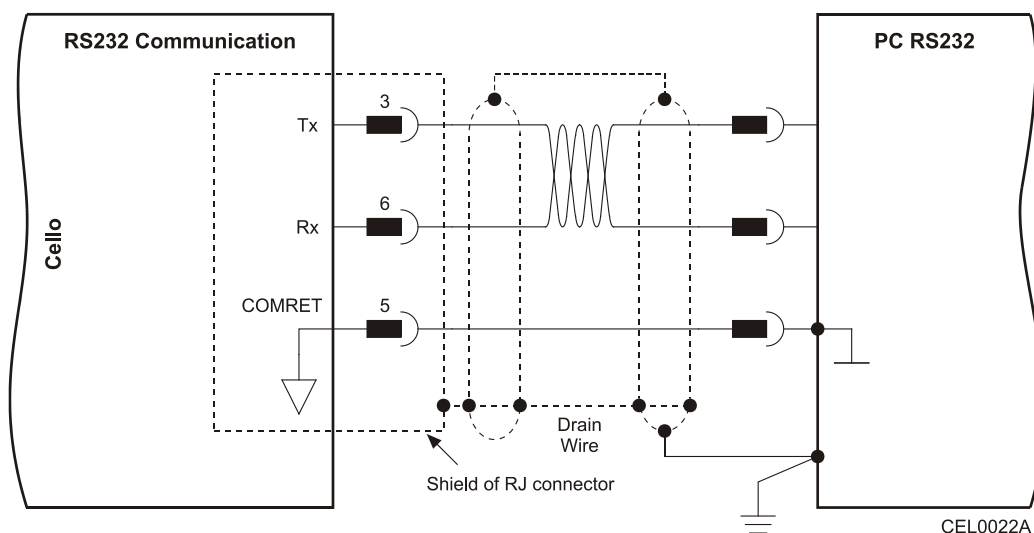 RS232 Communication
PC RS232
3
Tx
6
Rx
Cello
COMRET
5
Drain
Wire
Shield of RJ connector
CEL0022A